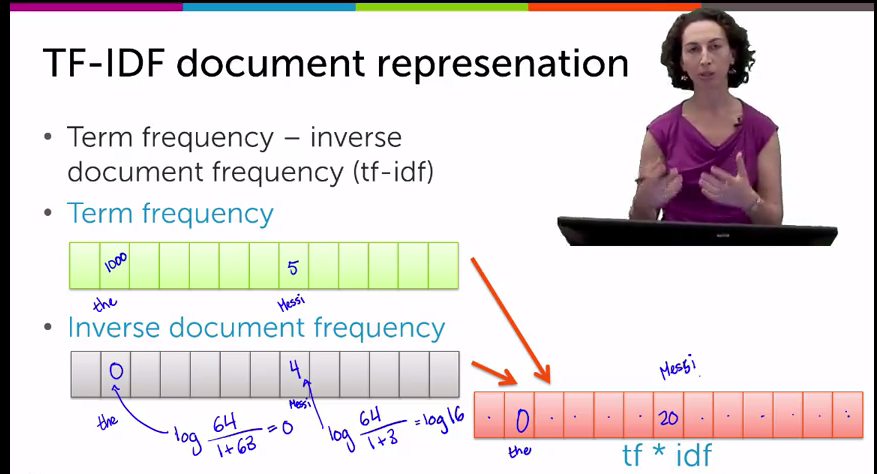 TF-IDF document represenation
• Term frequency – inverse
document frequency (tf-idf)
• Term frequency
1000 5
the Messi
• Inverse document frequency
0 4
the Messi
log 64/(1+63) = 0
log 64/(1+3) = log 16
Messi
0 20
the
tf * idf